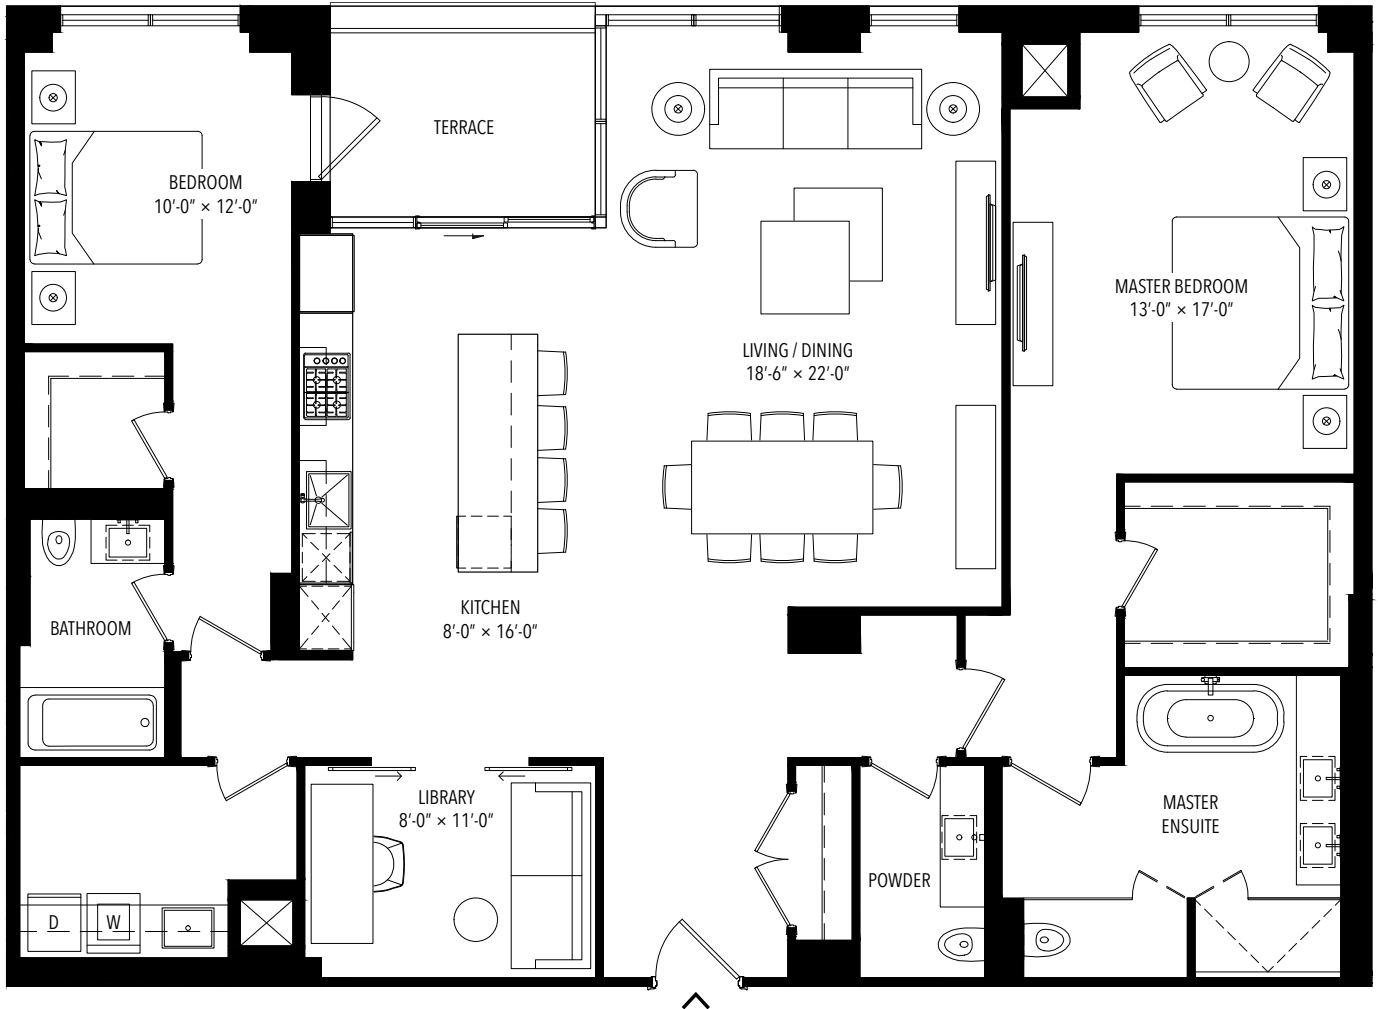 TERRACE
BEDROOM
10'-0" × 12'-0"
MASTER BEDROOM
13'-0" × 17'-0"
LIVING / DINING
18'-6" × 22'-0"
KITCHEN
8'-0" × 16'-0"
BATHROOM
LIBRARY
8'-0" × 11'-0"
MASTER
ENSUITE
POWDER
D
W